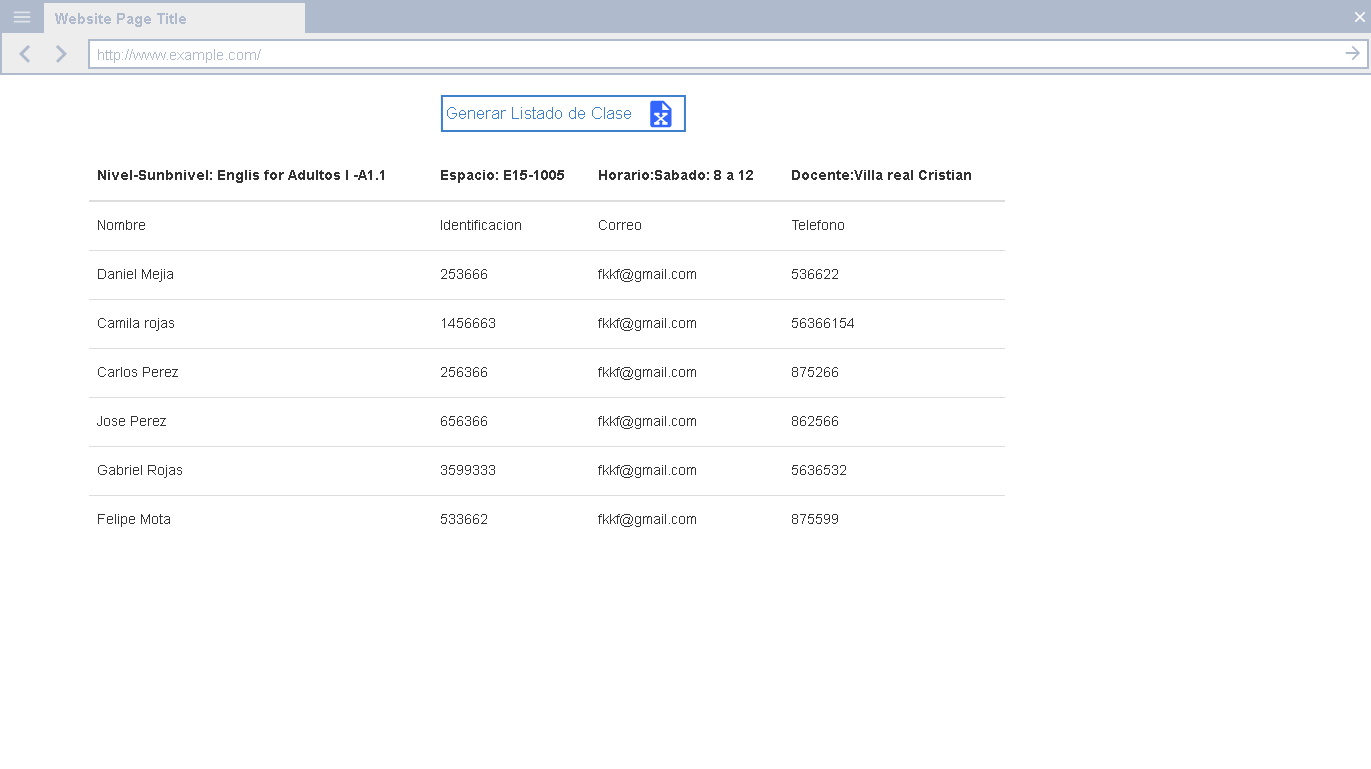 Website Page Title
http://www.example.com/
Generar Listado de Clase
Nivel-Sunbnivel: Englis for Adultos I -A1.1 Espacio: E15-1005 Horario:Sabado: 8 a 12 Docente:Villa real Cristian
Nombre Identificacion Correo Telefono
Daniel Mejia 253666 fkkf@gmail.com 536622
Camila rojas 1456663 fkkf@gmail.com 56366154
Carlos Perez 256366 fkkf@gmail.com 875266
Jose Perez 656366 fkkf@gmail.com 862566
Gabriel Rojas 3599333 fkkf@gmail.com 5636532
Felipe Mota 533662 fkkf@gmail.com 875599